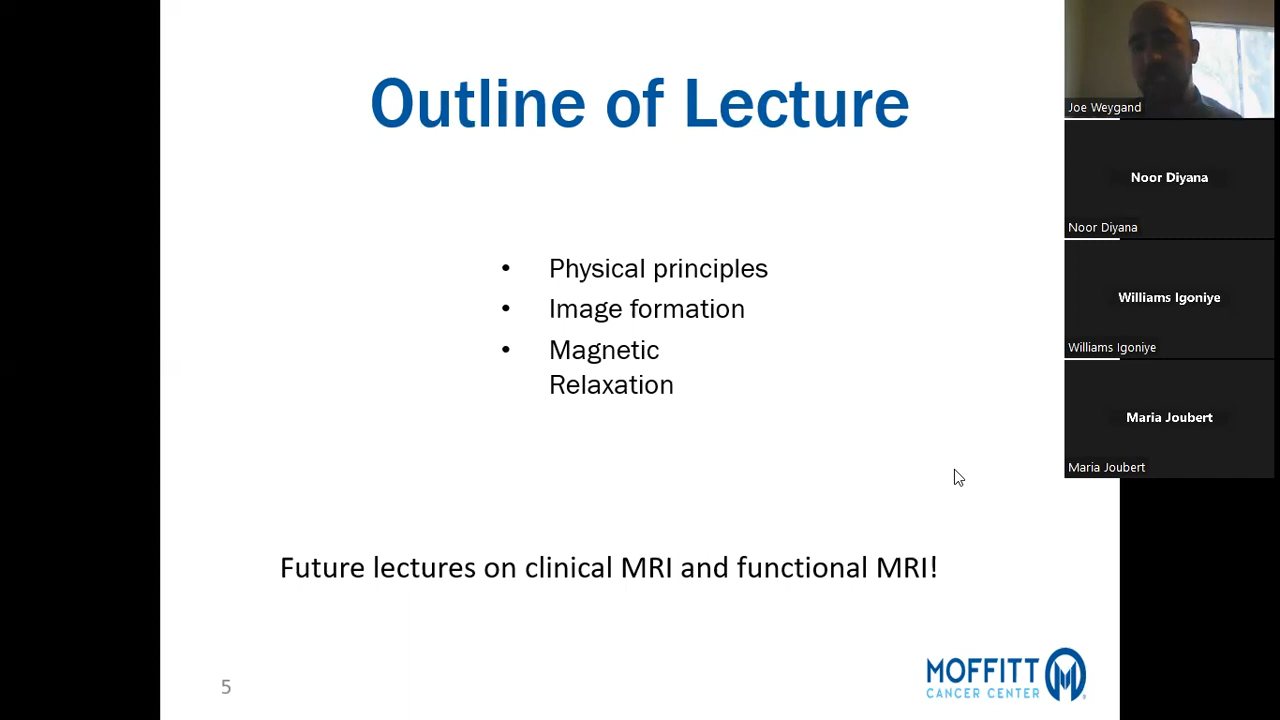 Outline of Lecture
• Physical principles
• Image formation
• Magnetic
Relaxation
Future lectures on clinical MRI and functional MRI!
5
MOFFITT
CANCER CENTER
Joe Weygand
Noor Diyana
Noor Diyana
Williams Igoniye
Williams Igoniye
Maria Joubert
Maria Joubert